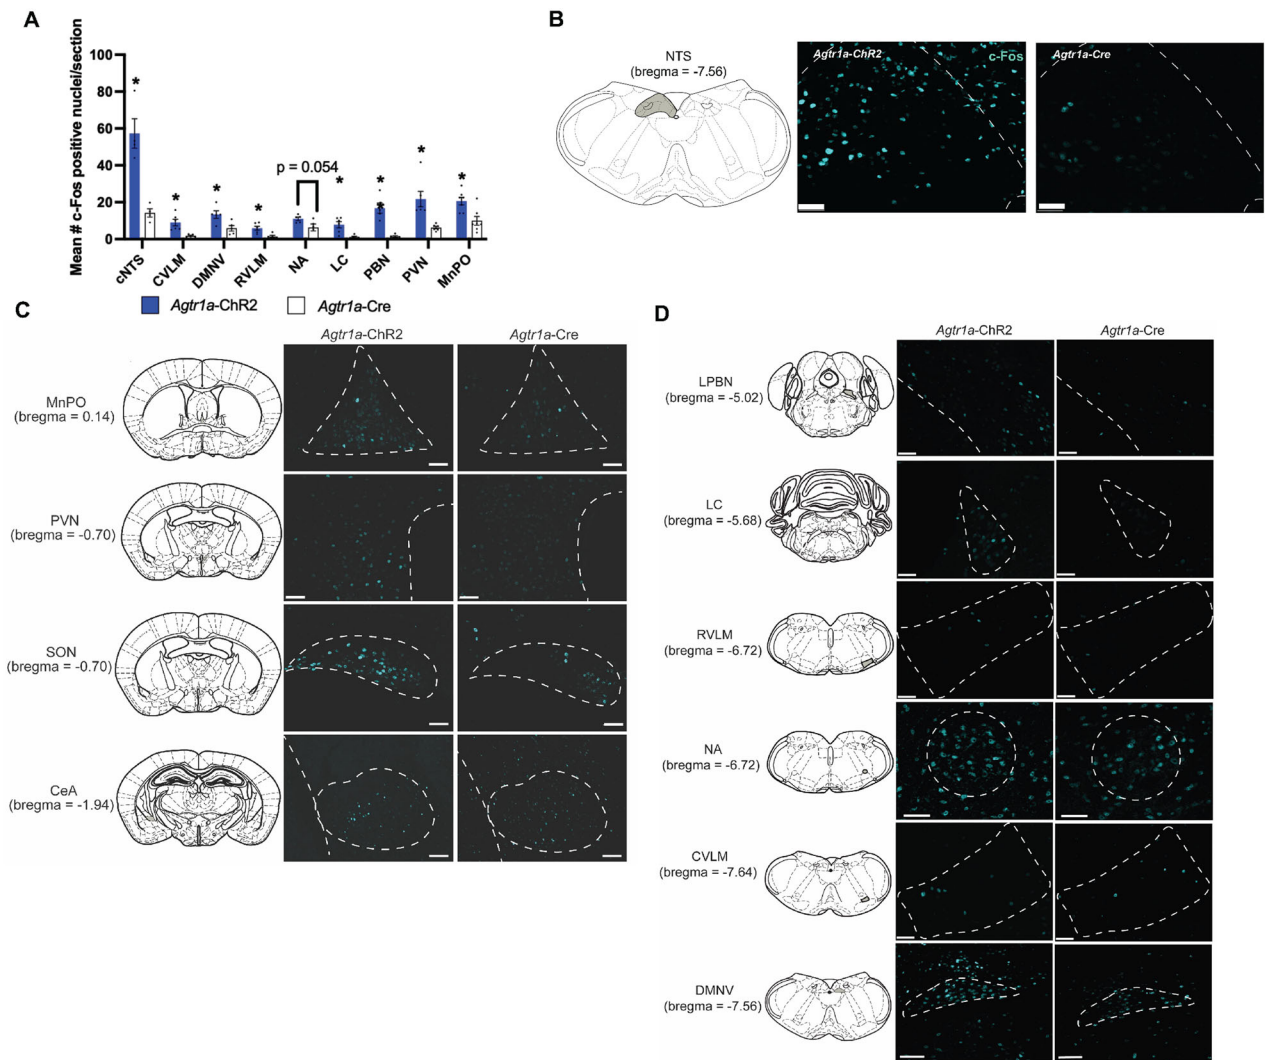 A
Mean # c-Fos positive nuclei/section
100
80
60
40
20
0
*
*
*
*
p = 0.054
*
*
*
*
cNTS
CVLM
DMNV
RVLM
NA
LC
PBN
PVN
MnPO
Agtr1a-ChR2
Agtr1a-Cre
B
NTS
(bregma = -7.56)
Agtr1a-ChR2
c-Fos
Agtr1a-Cre
C
Agtr1a-ChR2
Agtr1a-Cre
MnPO
(bregma = 0.14)
PVN
(bregma = -0.70)
SON
(bregma = -0.70)
CeA
(bregma = -1.94)
D
Agtr1a-ChR2
Agtr1a-Cre
LPBN
(bregma = -5.02)
LC
(bregma = -5.68)
RVLM
(bregma = -6.72)
NA
(bregma = -6.72)
CVLM
(bregma = -7.64)
DMNV
(bregma = -7.56)